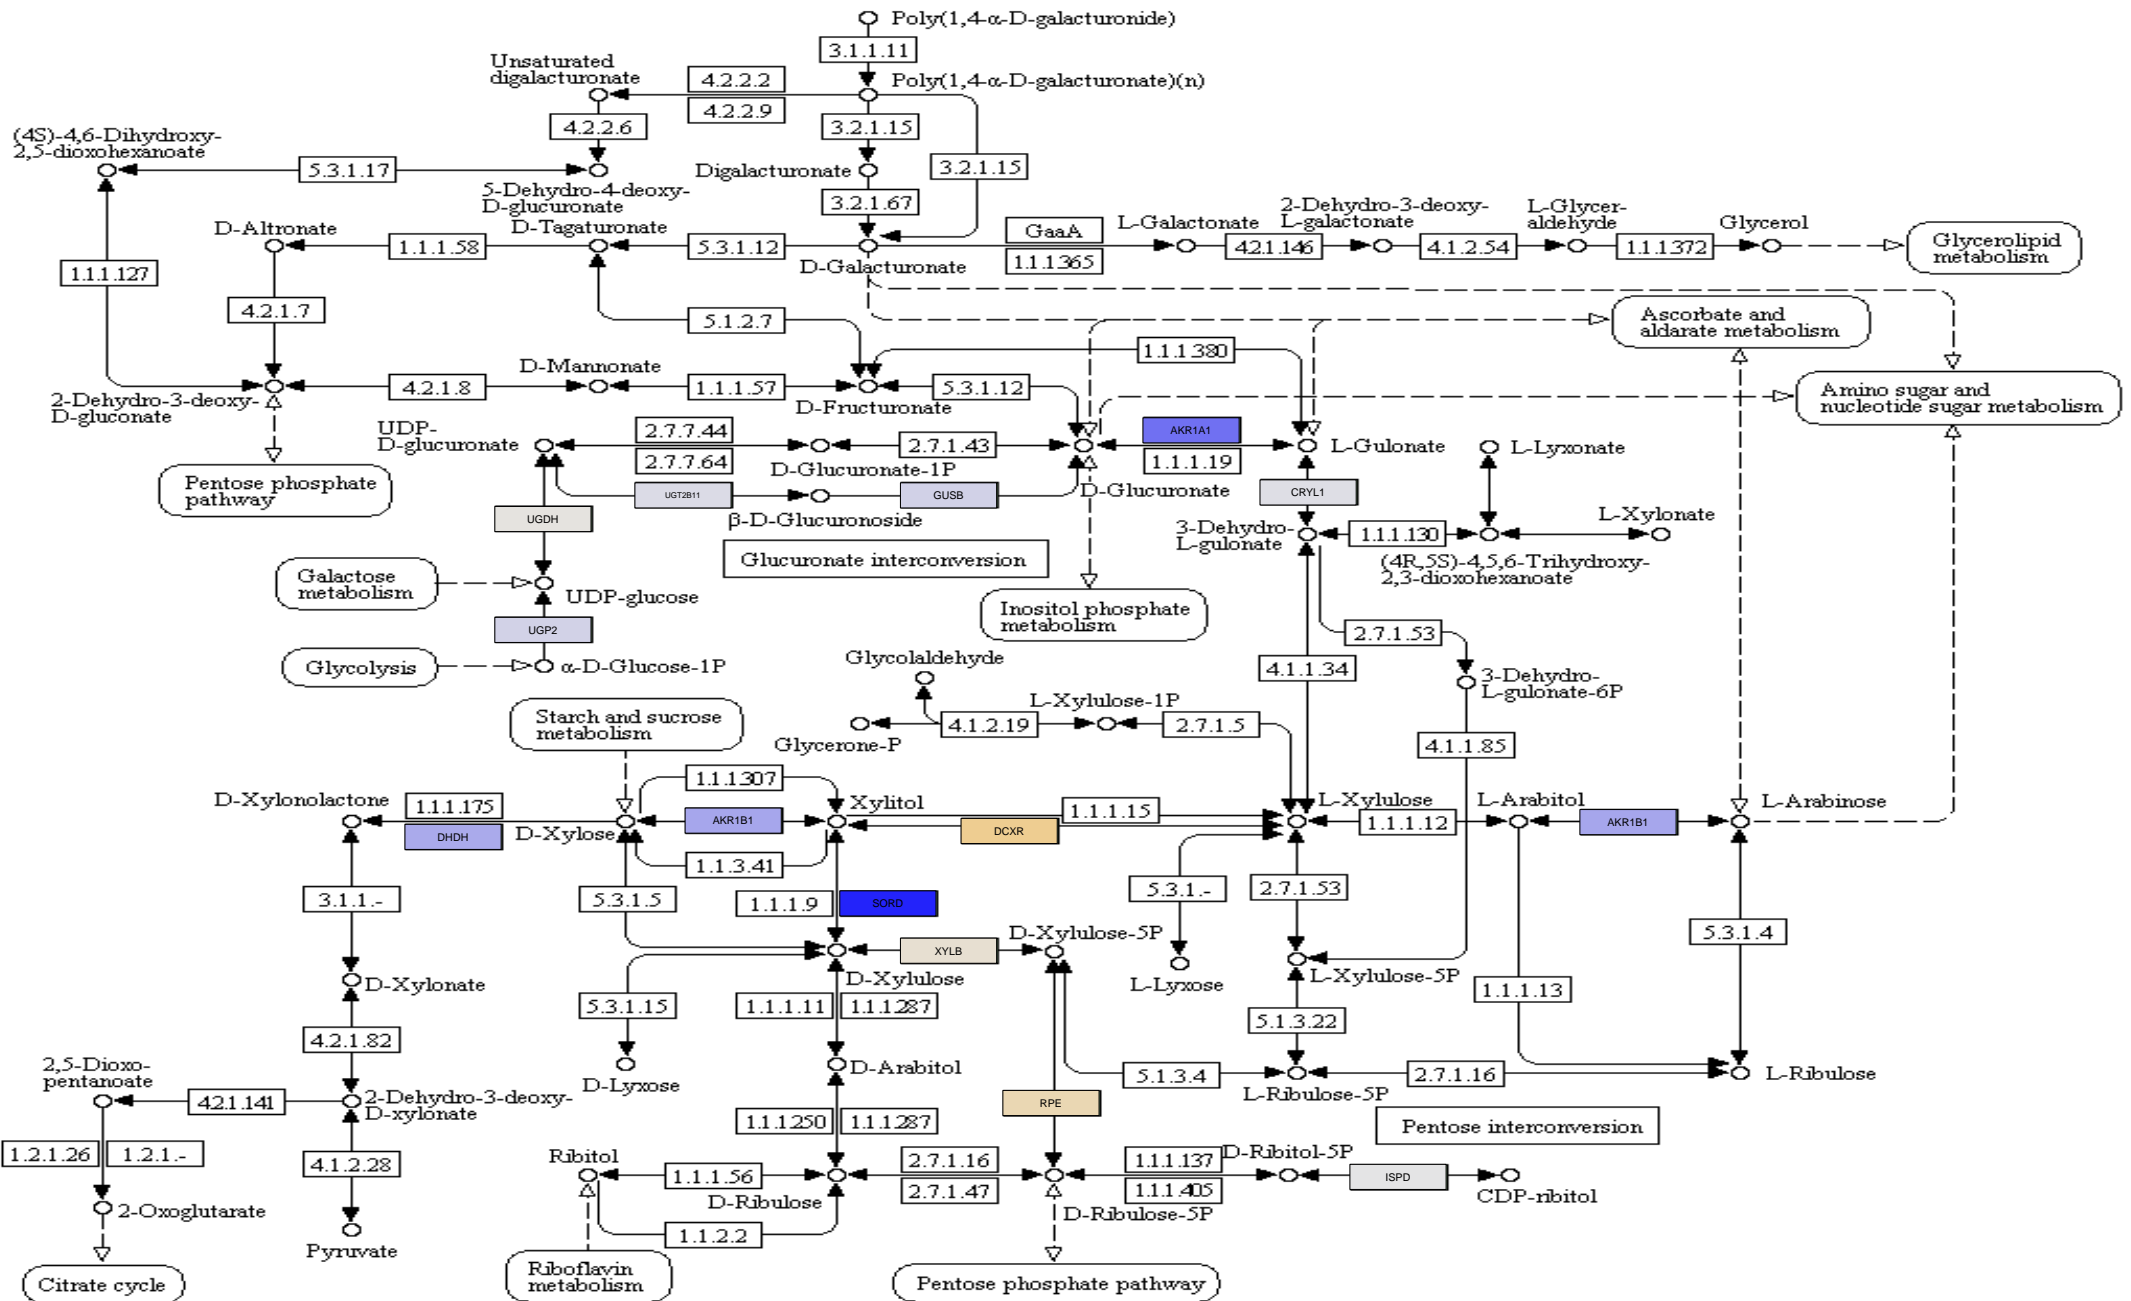 Poly(1,4-α-D-galacturonide)
3.1.1.11
Unsaturated
digalacturonate
4.2.2.2
Poly(1,4-α-D-galacturonate)(n)
4.2.2.9
4.2.2.6
3.2.1.15
(4S)-4,6-Dihydroxy-
2,5-dioxohexanoate
5.3.1.17
Digalacturonate
3.2.1.15
5-Dehydro-4-deoxy-
D-glucuronate
3.2.1.67
D-Altronate
D-Tagaturonate
GaaA
L-Galactonate
2-Dehydro-3-deoxy-
L-galactonate
L-Glycer-
aldehyde
Glycerol
1.1.1.58
5.3.1.12
4.2.1.146
4.1.2.54
1.1.1.372
Glycerolipid
metabolism
1.1.1.127
D-Galacturonate
1.1.1.365
4.2.1.7
5.1.2.7
Ascorbate and
aldarate metabolism
1.1.1.380
D-Mannonate
4.2.1.8
1.1.1.57
5.3.1.12
2-Dehydro-3-deoxy-
D-gluconate
D-Fructuronate
Amino sugar and
nucleotide sugar metabolism
UDP-
D-glucuronate
2.7.7.44
2.7.1.43
AKR1A1
L-Gulonate
L-Lyxonate
2.7.7.64
D-Glucuronate-1P
1.1.1.19
Pentose phosphate
pathway
UGT2B11
GUSB
D-Glucuronate
CRYL1
β-D-Glucuronoside
UGDH
3-Dehydro-
L-gulonate
1.1.1.130
L-Xylonate
Glucuronate interconversion
(4R,5S)-4,5,6-Trihydroxy-
2,3-dioxohexanoate
Galactose
metabolism
UDP-glucose
Inositol phosphate
metabolism
UGP2
2.7.1.53
Glycolysis
α-D-Glucose-1P
Glycolaldehyde
4.1.1.34
3-Dehydro-
L-gulonate-6P
L-Xylulose-1P
Starch and sucrose
metabolism
4.1.2.19
2.7.1.5
Glycerone-P
4.1.1.85
1.1.1.307
D-Xylonolactone
1.1.1.175
Xylitol
1.1.1.15
L-Xylulose
L-Arabitol
L-Arabinose
DHDH
D-Xylose
AKR1B1
DCXR
1.1.1.12
AKR1B1
1.1.3.41
3.1.1.-
5.3.1.5
1.1.1.9
SORD
5.3.1.-
2.7.1.53
5.3.1.4
XYLB
D-Xylulose-5P
D-Xylulose
L-Lyxose
L-Xylulose-5P
D-Xylonate
5.3.1.15
1.1.1.11
1.1.1.287
1.1.1.13
5.1.3.22
4.2.1.82
2,5-Dioxo-
pentanoate
D-Lyxose
D-Arabitol
5.1.3.4
2.7.1.16
L-Ribulose
4.2.1.141
2-Dehydro-3-deoxy-
D-xylonate
RPE
L-Ribulose-5P
1.1.1.250
1.1.1.287
Pentose interconversion
1.2.1.26
1.2.1.-
4.1.2.28
Ribitol
1.1.1.56
2.7.1.16
1.1.1.137
D-Ribitol-5P
ISPD
D-Ribulose
2.7.1.47
1.1.1.405
CDP-ribitol
2-Oxoglutarate
D-Ribulose-5P
1.1.2.2
Pyruvate
Citrate cycle
Riboflavin
metabolism
Pentose phosphate pathway